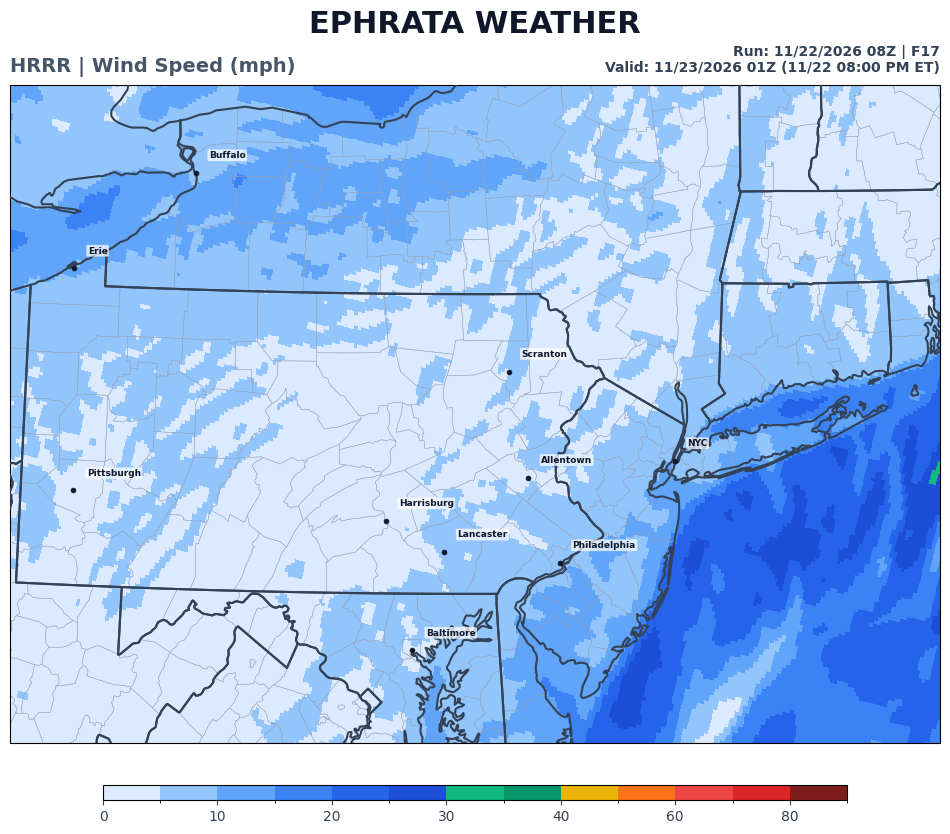 EPHRATA WEATHER
HRRR | Wind Speed (mph)
Run: 11/22/2026 08Z | F17
Valid: 11/23/2026 01Z (11/22 08:00 PM ET)
Buffalo
Erie
Scranton
NYC
Allentown
Pittsburgh
Harrisburg
Lancaster
Philadelphia
Baltimore
0 10 20 30 40 60 80